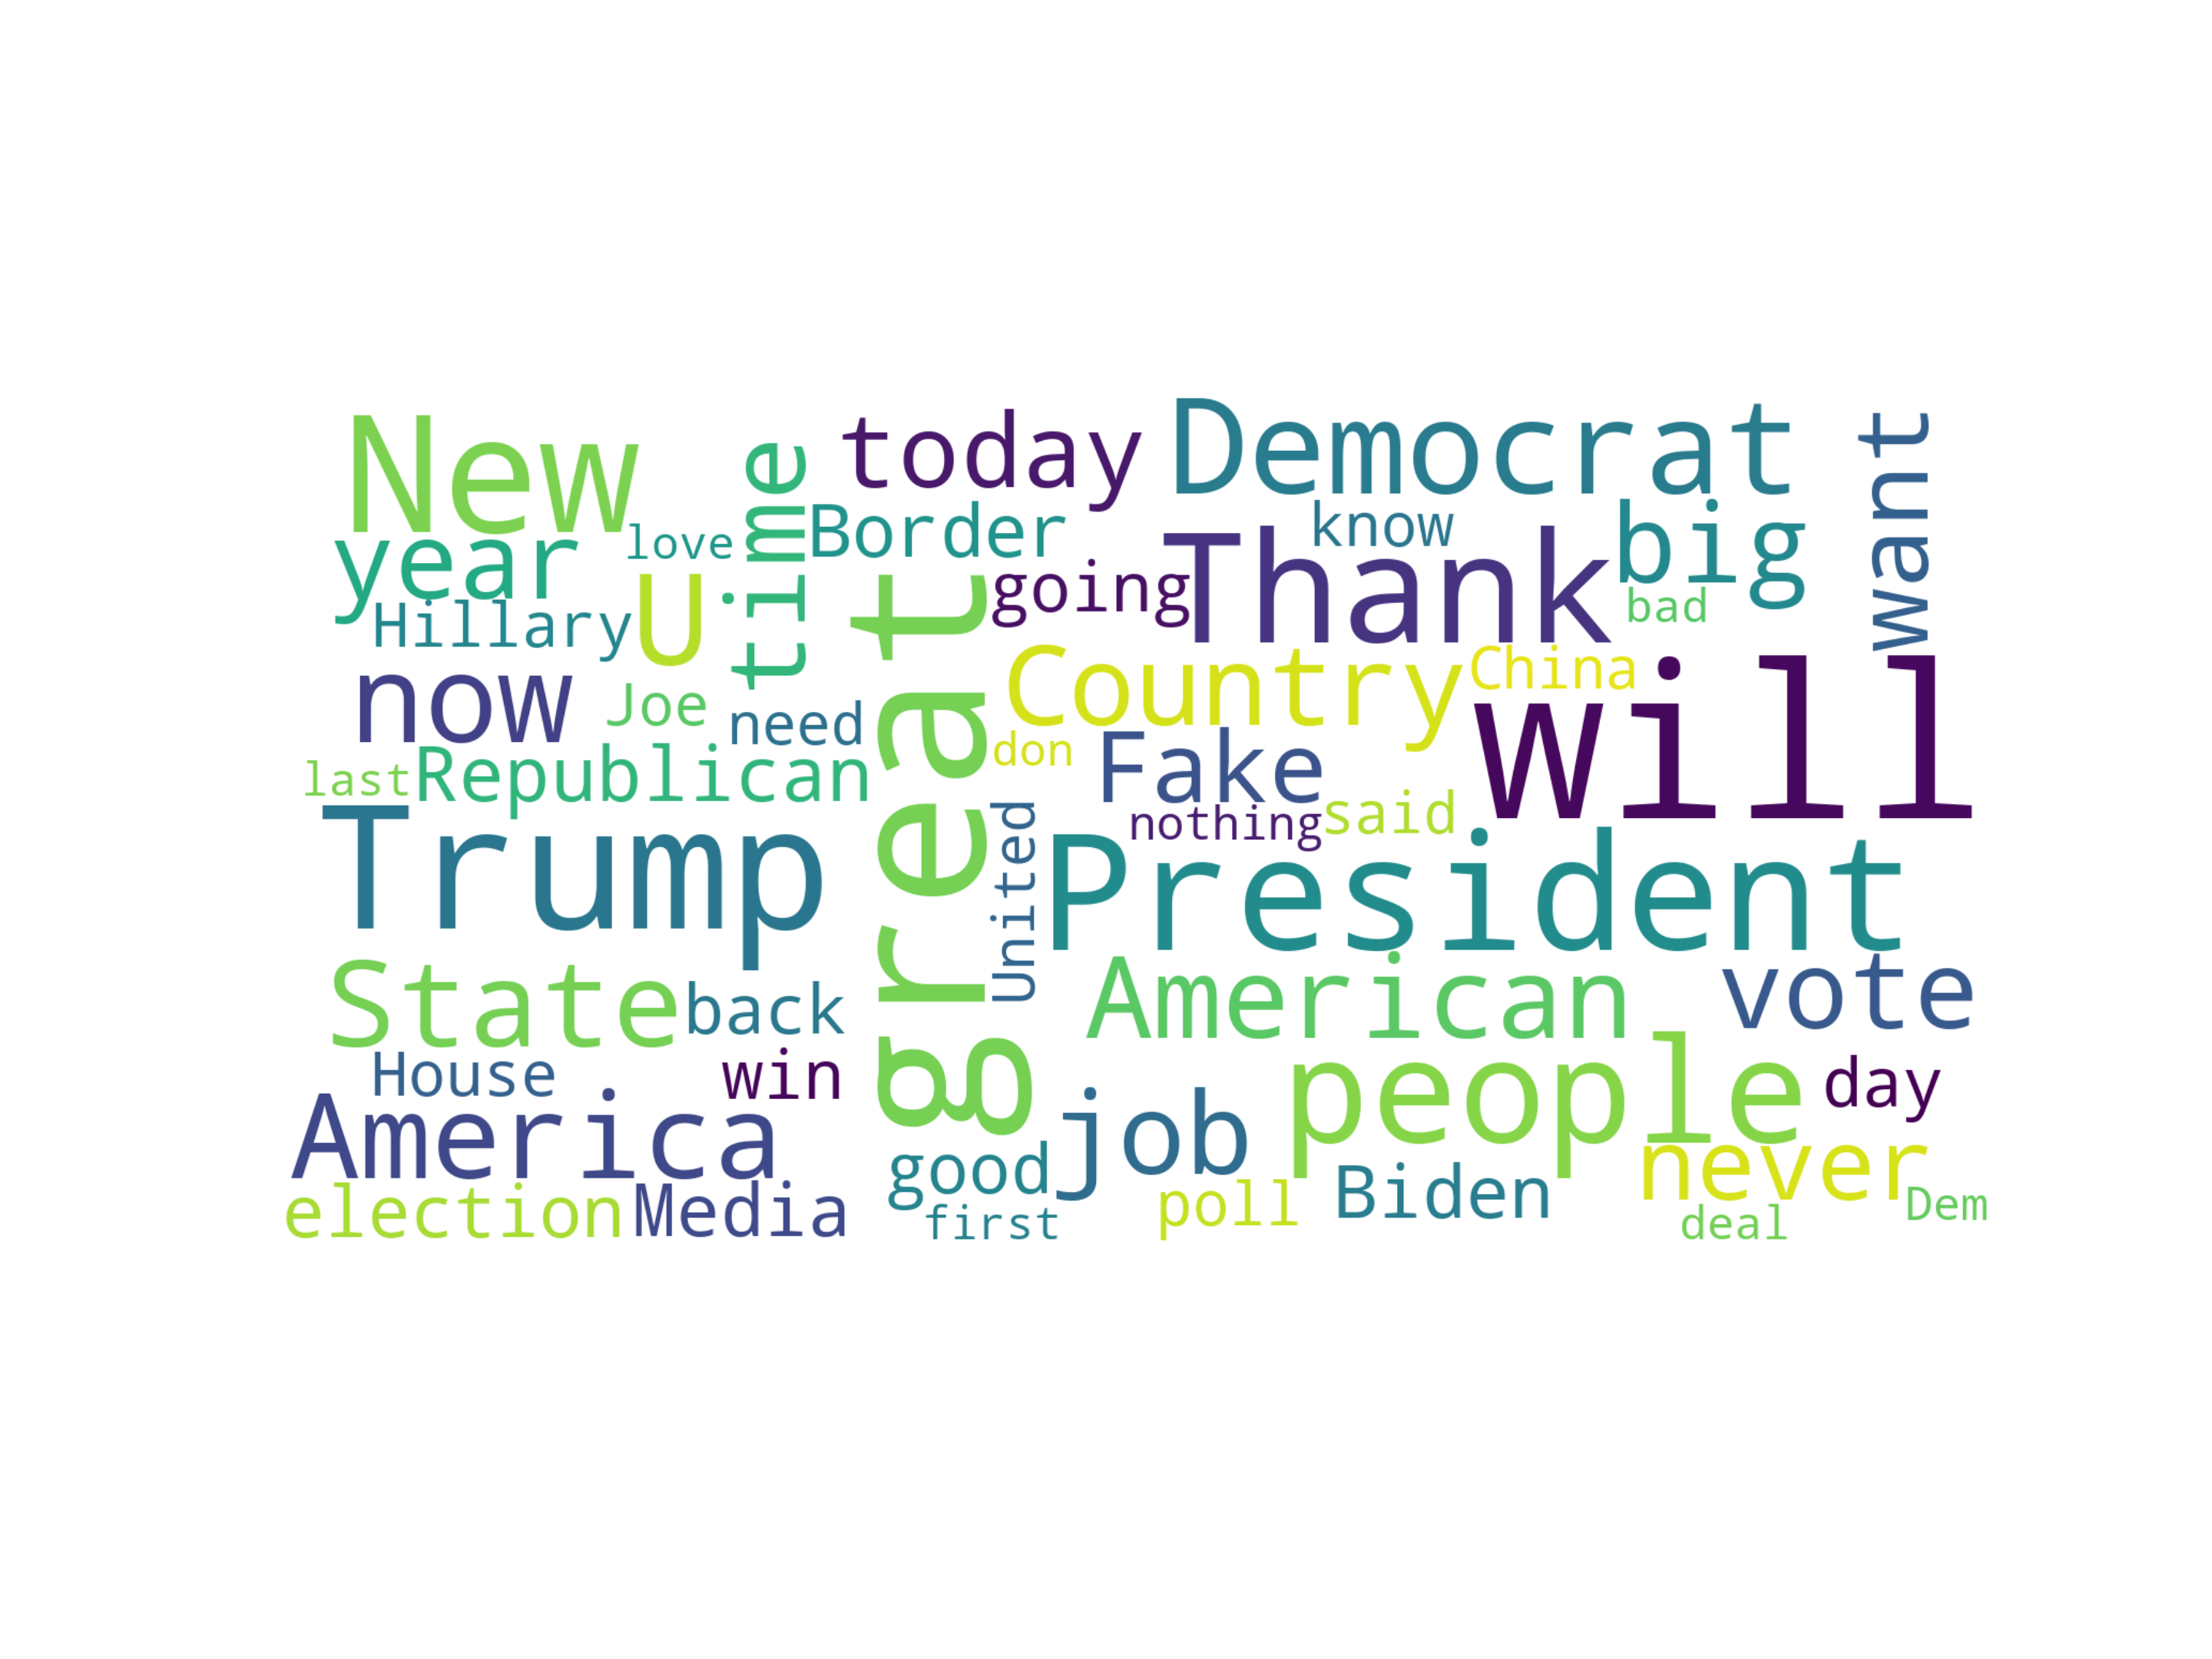 New
today
Democrat
want
time
year
love
Border
know
big
Thank
going
bad
Hillary
U
great
Country
China
will
now
Joe
need
don
Fake
last
Republican
nothing
said
Trump
United
President
State
back
American
vote
House
win
people
day
America
job
good
never
election
Media
first
poll
Biden
deal
Dem